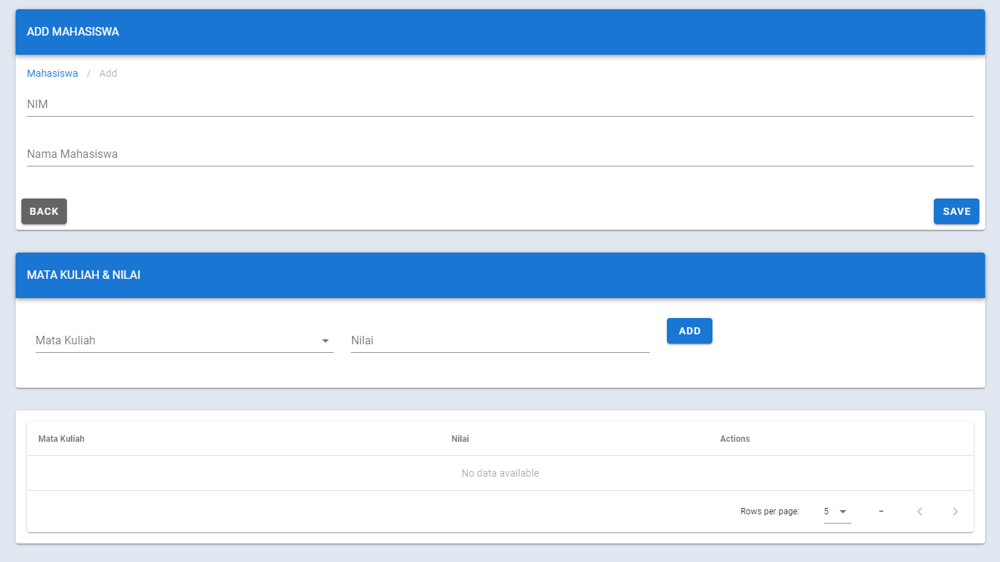 ADD MAHASISWA
Mahasiswa / Add
NIM
Nama Mahasiswa
BACK SAVE
MATA KULIAH & NILAI
Mata Kuliah Nilai ADD
Mata Kuliah Nilai Actions
No data available
Rows per page: 5 –